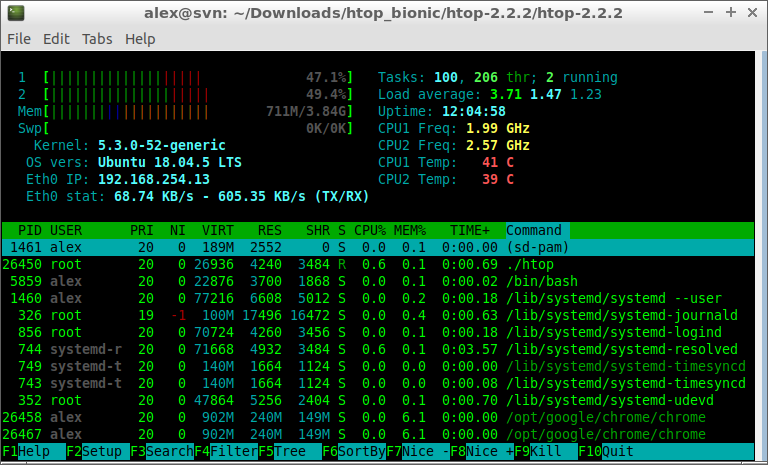 alex@svn: ~/Downloads/htop_bionic/htop-2.2.2/htop-2.2.2
File Edit Tabs Help
1 [||||||||||||||||||| 47.1%] Tasks: 100, 206 thr; 2 running
2 [|||||||||||||||||||| 49.4%] Load average: 3.71 1.47 1.23
Mem[|||||||||||||||||||| 711M/3.84G] Uptime: 12:04:58
Swp[ 0K/0K] CPU1 Freq: 1.99 GHz
Kernel: 5.3.0-52-generic CPU2 Freq: 2.57 GHz
OS vers: Ubuntu 18.04.5 LTS CPU1 Temp: 41 C
Eth0 IP: 192.168.254.13 CPU2 Temp: 39 C
Eth0 stat: 68.74 KB/s - 605.35 KB/s (TX/RX)
PID USER PRI NI VIRT RES SHR S CPU% MEM% TIME+ Command
1461 alex 20 0 189M 2552 0 S 0.0 0.1 0:00.00 (sd-pam)
26450 root 20 0 26936 4240 3484 R 0.6 0.1 0:00.69 ./htop
5859 alex 20 0 22876 3700 1868 S 0.0 0.1 0:00.02 /bin/bash
1460 alex 20 0 77216 6608 5012 S 0.0 0.2 0:00.18 /lib/systemd/systemd --user
326 root 19 -1 100M 17496 16472 S 0.0 0.4 0:00.63 /lib/systemd/systemd-journald
856 root 20 0 70724 4260 3456 S 0.0 0.1 0:00.18 /lib/systemd/systemd-logind
744 systemd-r 20 0 71668 4932 3484 S 0.6 0.1 0:03.57 /lib/systemd/systemd-resolved
749 systemd-t 20 0 140M 1664 1124 S 0.0 0.0 0:00.00 /lib/systemd/systemd-timesyncd
743 systemd-t 20 0 140M 1664 1124 S 0.0 0.0 0:00.08 /lib/systemd/systemd-timesyncd
352 root 20 0 47864 5256 2404 S 0.0 0.1 0:00.70 /lib/systemd/systemd-udevd
26458 alex 20 0 902M 240M 149M S 0.0 6.1 0:00.00 /opt/google/chrome/chrome
26467 alex 20 0 902M 240M 149M S 0.0 6.1 0:00.00 /opt/google/chrome/chrome
F1Help F2Setup F3SearchF4FilterF5Tree F6SortByF7Nice -F8Nice +F9Kill F10Quit